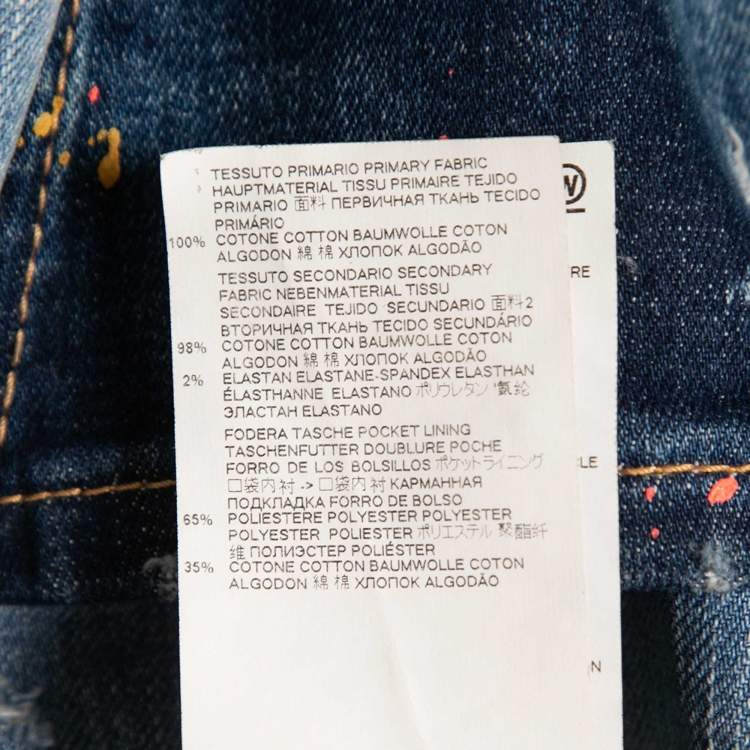 TESSUTO PRIMARIO PRIMARY FABRIC
HAUPTMATERIAL TISSU PRIMAIRE TEJIDO
PRIMARIO 面料 ПЕРВИЧНАЯ ТКАНЬ TECIDO
PRIMÁRIO
100% COTONE COTTON BAUMWOLLE COTON
ALGODON 綿 棉 ХЛОПОК ALGODÃO
TESSUTO SECONDARIO SECONDARY
FABRIC NEBENMATERIAL TISSU
SECONDAIRE TEJIDO SECUNDARIO 面料2
ВТОРИЧНАЯ ТКАНЬ TECIDO SECUNDÁRIO
98% COTONE COTTON BAUMWOLLE COTON
ALGODON 綿 棉 ХЛОПОК ALGODÃO
2% ELASTAN ELASTANE-SPANDEX ELASTHAN
ÉLASTHANNE ELASTANO ポリウレタン '氨纶
ЭЛАСТАН ELASTANO
FODERA TASCHE POCKET LINING
TASCHENFUTTER DOUBLURE POCHE
FORRO DE LOS BOLSILLOS ポケットライニング
口袋内衬 -> 口袋内衬 КАРМАННАЯ
ПОДКЛАДКА FORRO DE BOLSO
65% POLIESTERE POLYESTER POLYESTER
POLYESTER POLIESTER ポリエステル 聚酯纤
维 ПОЛИЭСТЕР POLIÉSTER
35% COTONE COTTON BAUMWOLLE COTON
ALGODON 綿 棉 ХЛОПОК ALGODÃO
W
RE
CLE
N